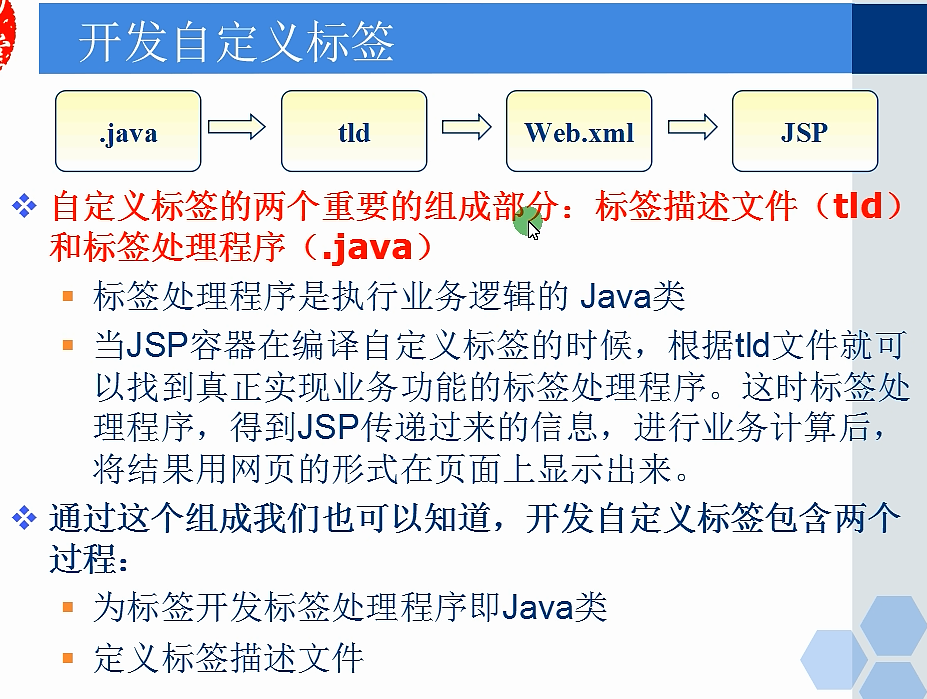 开发自定义标签
.java tld Web.xml JSP
自定义标签的两个重要的组成部分：标签描述文件（tld）
和标签处理程序（.java）
标签处理程序是执行业务逻辑的 Java类
当JSP容器在编译自定义标签的时候，根据tld文件就可
以找到真正实现业务功能的标签处理程序。这时标签处
理程序，得到JSP传递过来的信息，进行业务计算后，
将结果用网页的形式在页面上显示出来。
通过这个组成我们也可以知道，开发自定义标签包含两个
过程：
为标签开发标签处理程序即Java类
定义标签描述文件